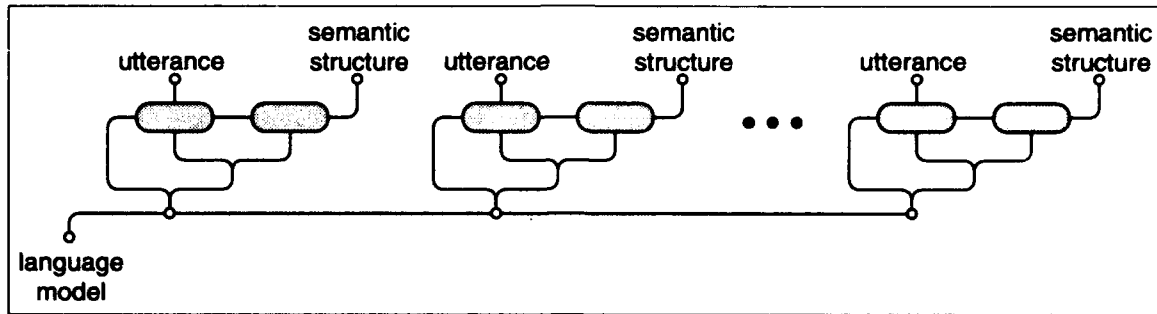 utterance
semantic
structure
utterance
semantic
structure
utterance
semantic
structure
language
model